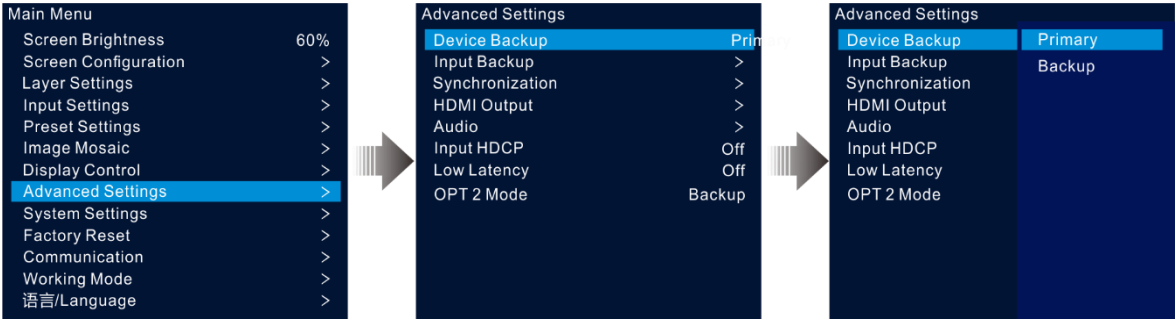 Main Menu
Screen Brightness 60%
Screen Configuration >
Layer Settings >
Input Settings >
Preset Settings >
Image Mosaic >
Display Control >
Advanced Settings >
System Settings >
Factory Reset >
Communication >
Working Mode >
语言/Language >
Advanced Settings
Device Backup Primary
Input Backup >
Synchronization >
HDMI Output >
Audio >
Input HDCP Off
Low Latency Off
OPT 2 Mode Backup
Advanced Settings
Device Backup Primary
Input Backup Backup
Synchronization
HDMI Output
Audio
Input HDCP
Low Latency
OPT 2 Mode